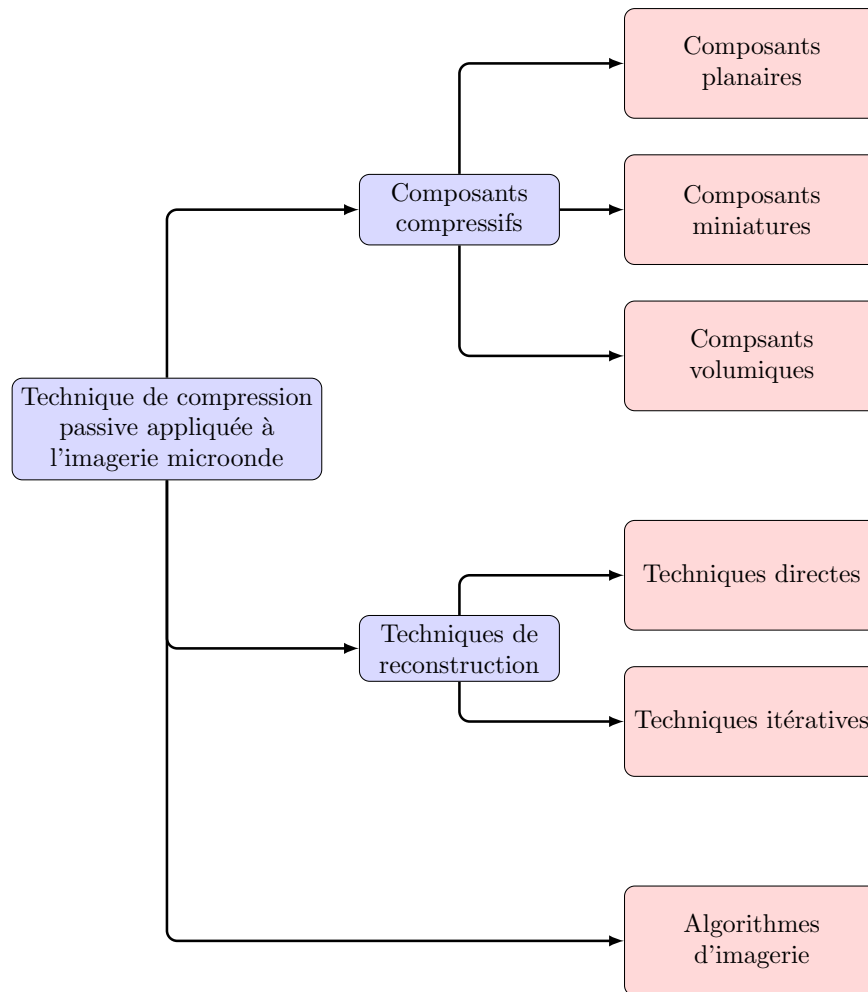 Composants
planaires
Composants
compressifs
Composants
miniatures
Compsants
volumiques
Technique de compression
passive appliquée à
l'imagerie microonde
Techniques directes
Techniques de
reconstruction
Techniques itératives
Algorithmes
d'imagerie